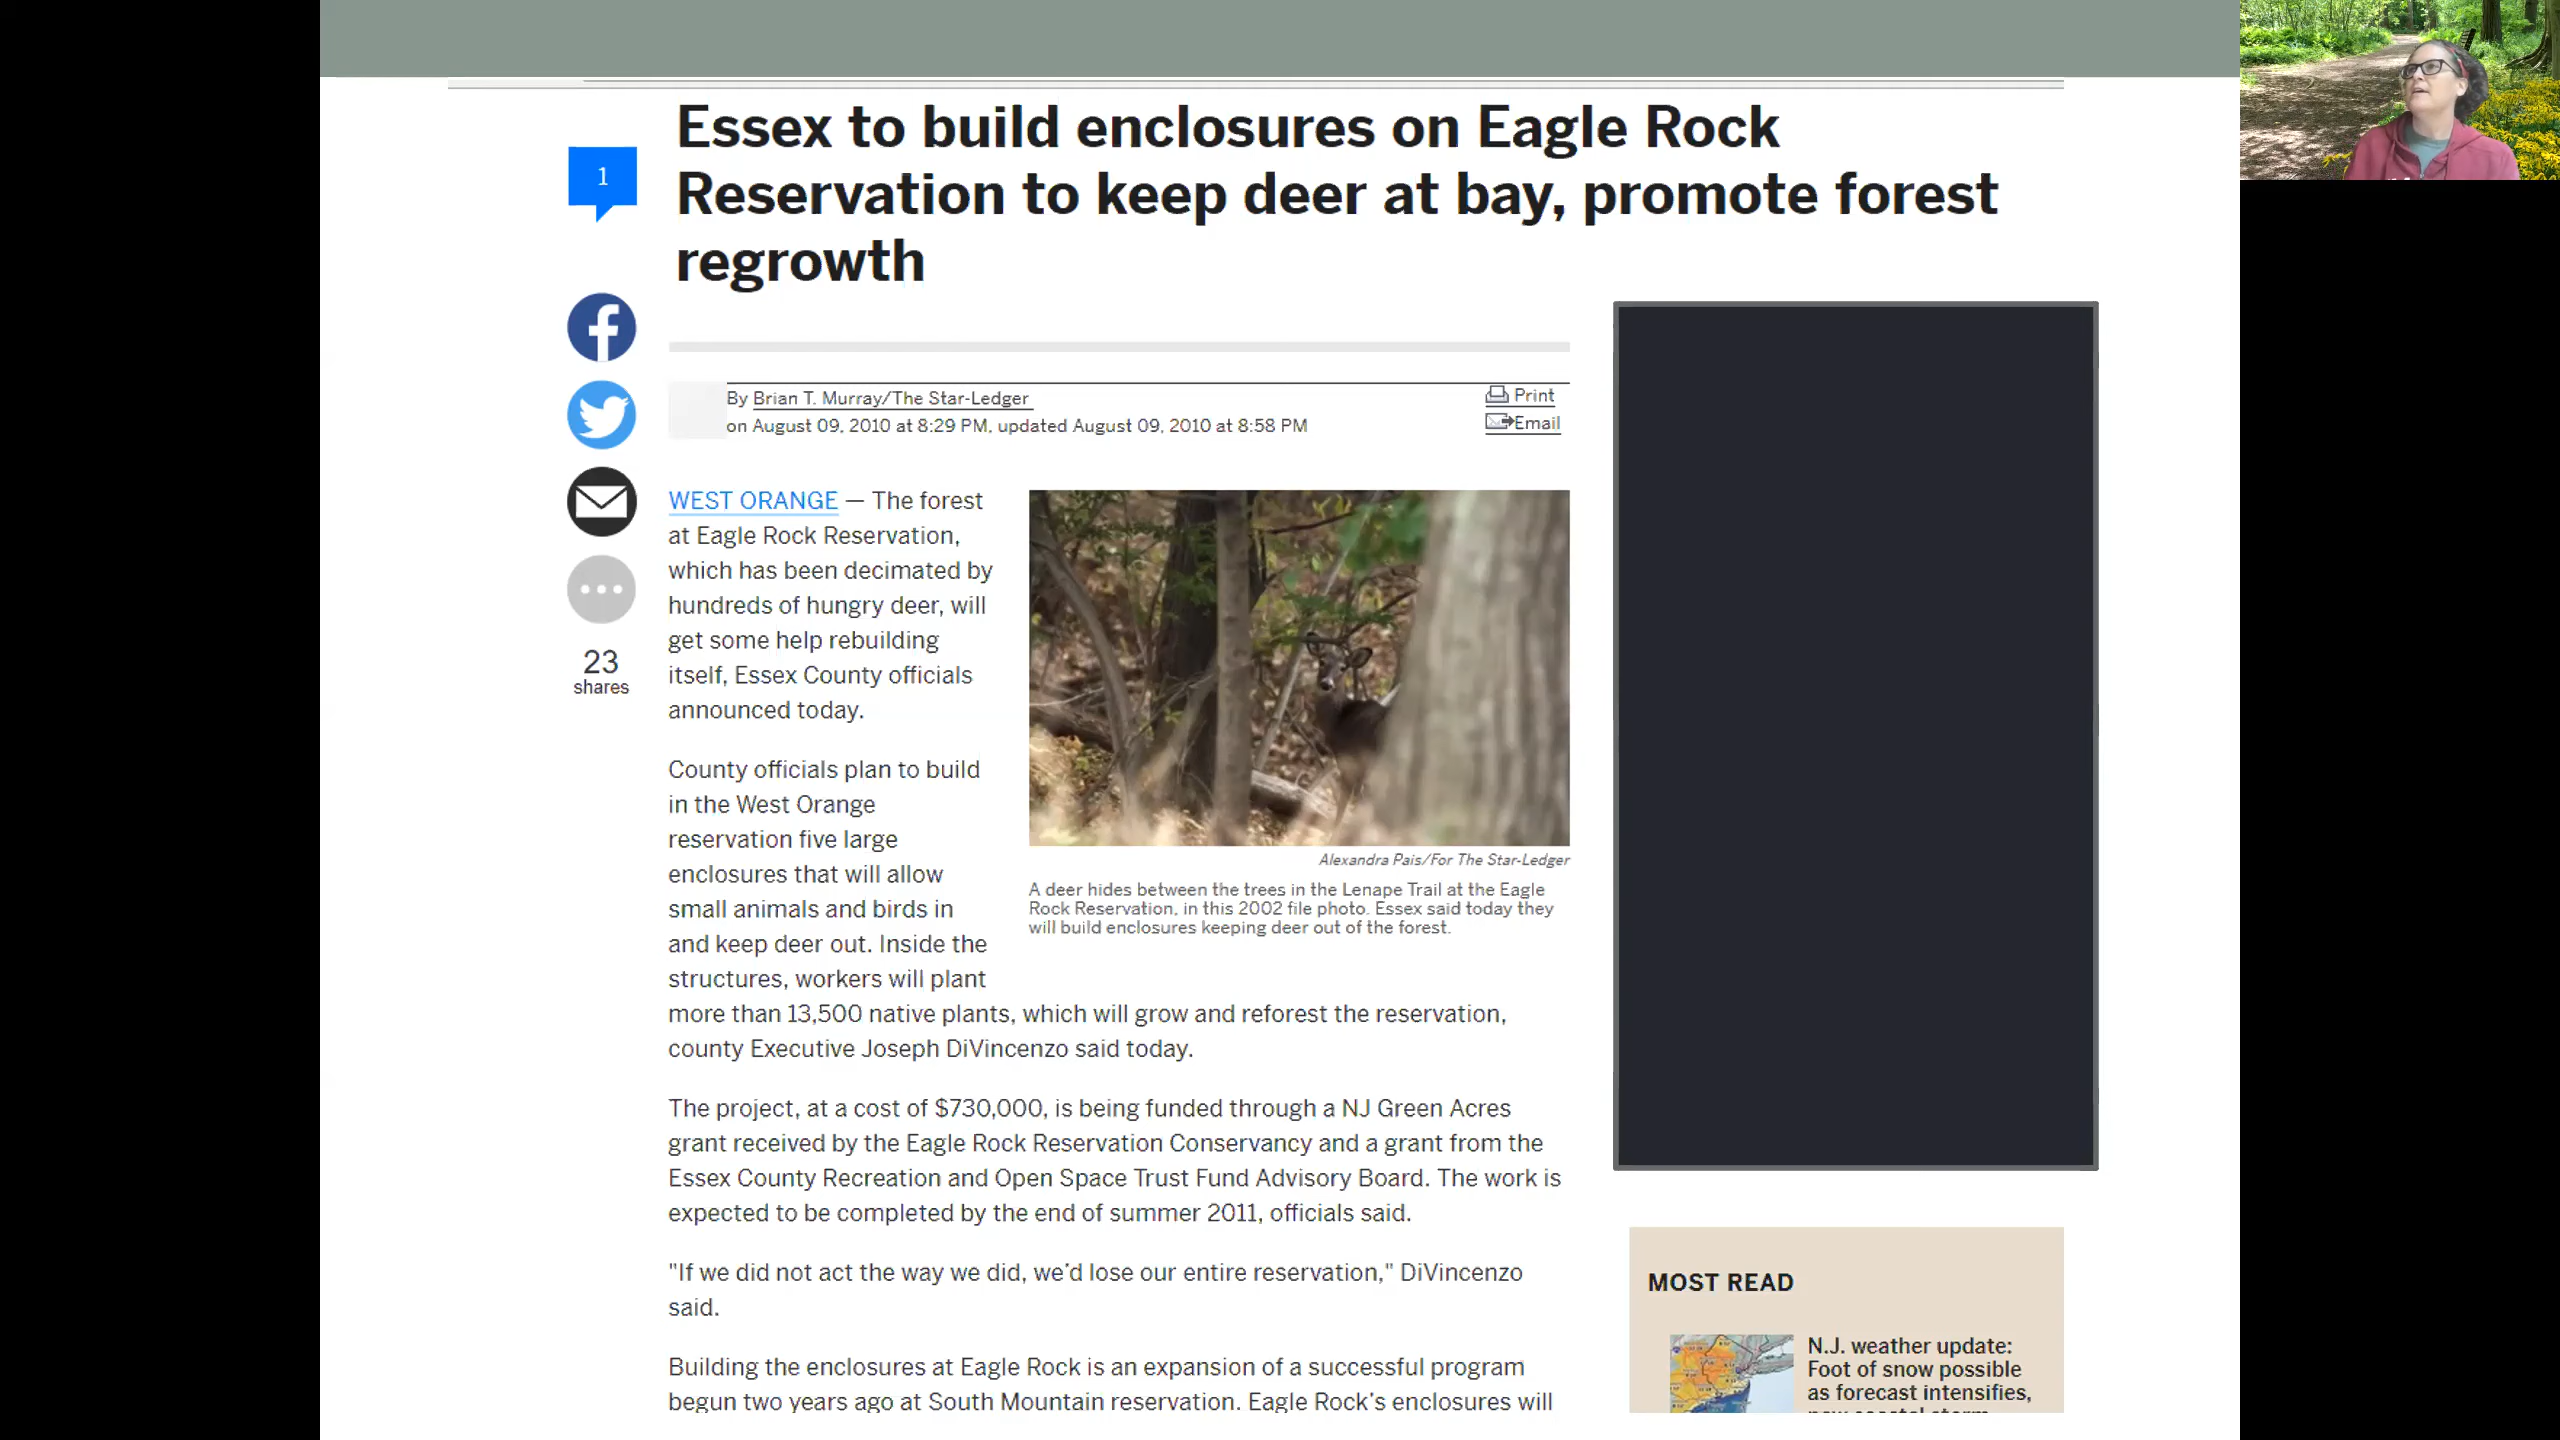 Essex to build enclosures on Eagle Rock
Reservation to keep deer at bay, promote forest
regrowth
1
23
shares
By Brian T. Murray/The Star-Ledger
on August 09, 2010 at 8:29 PM, updated August 09, 2010 at 8:58 PM
Print
Email
WEST ORANGE — The forest
at Eagle Rock Reservation,
which has been decimated by
hundreds of hungry deer, will
get some help rebuilding
itself, Essex County officials
announced today.
County officials plan to build
in the West Orange
reservation five large
enclosures that will allow
small animals and birds in
and keep deer out. Inside the
structures, workers will plant
more than 13,500 native plants, which will grow and reforest the reservation,
county Executive Joseph DiVincenzo said today.
Alexandra Pais/For The Star-Ledger
A deer hides between the trees in the Lenape Trail at the Eagle
Rock Reservation, in this 2002 file photo. Essex said today they
will build enclosures keeping deer out of the forest.
The project, at a cost of $730,000, is being funded through a NJ Green Acres
grant received by the Eagle Rock Reservation Conservancy and a grant from the
Essex County Recreation and Open Space Trust Fund Advisory Board. The work is
expected to be completed by the end of summer 2011, officials said.
"If we did not act the way we did, we'd lose our entire reservation," DiVincenzo
said.
Building the enclosures at Eagle Rock is an expansion of a successful program
begun two years ago at South Mountain reservation. Eagle Rock's enclosures will
MOST READ
N.J. weather update:
Foot of snow possible
as forecast intensifies,